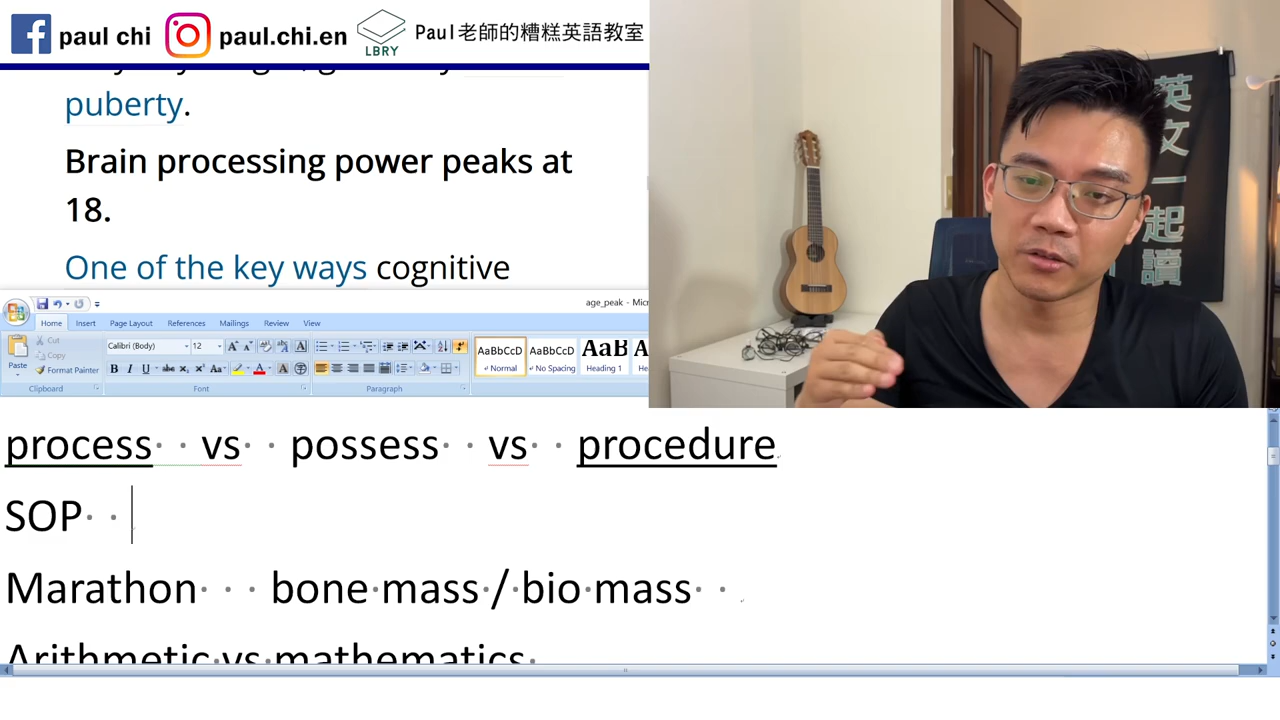 paul chi paul.chi.en LBRY Paul老師的糟糕英語教室
puberty.
Brain processing power peaks at
18.
One of the key ways cognitive
age_peak - Micr
Home Insert Page Layout References Mailings Review View
Cut
Copy
Format Painter
Paste
Calibri (Body) 12
AaBbCcD AaBbCcD AaBb
Normal No Spacing Heading 1
Clipboard Font Paragraph
process vs possess vs procedure
SOP
Marathon bone mass / bio mass
Arithmetic vs mathematics
英文一起讀